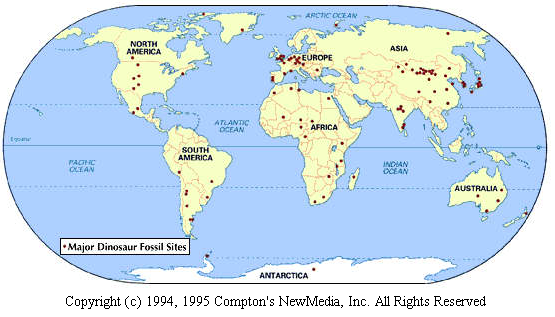 ARCTIC OCEAN
NORTH
AMERICA
EUROPE
ASIA
ATLANTIC
OCEAN
AFRICA
Equator
PACIFIC
OCEAN
SOUTH
AMERICA
INDIAN
OCEAN
AUSTRALIA
Major Dinosaur Fossil Sites
ANTARCTICA
Copyright (c) 1994, 1995 Compton's NewMedia, Inc. All Rights Reserved